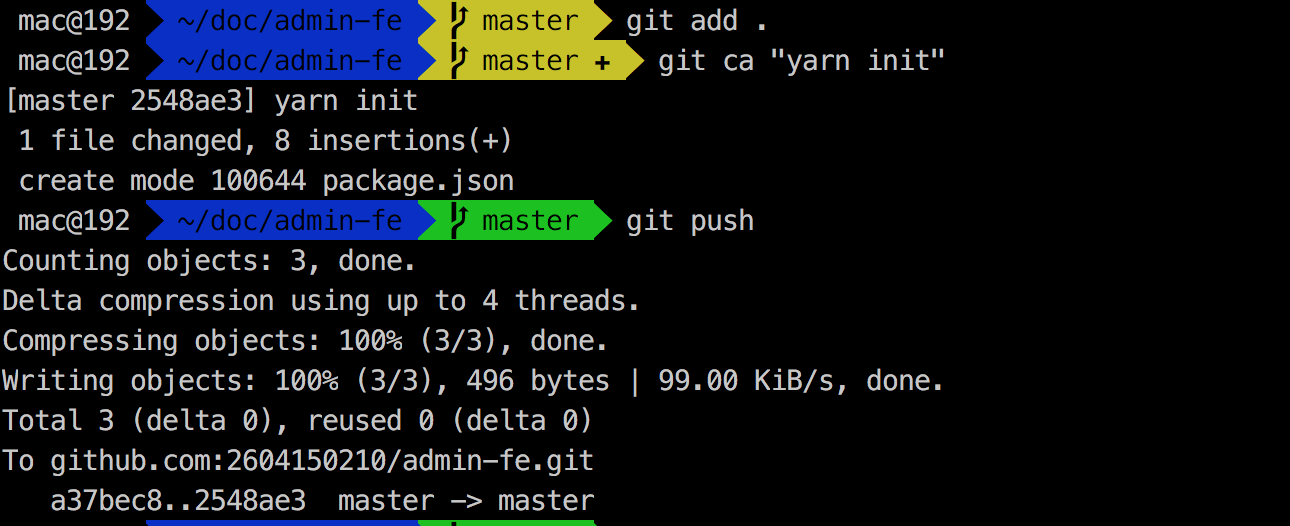 mac@192 ~/doc/admin-fe master git add .
mac@192 ~/doc/admin-fe master + git ca "yarn init"
[master 2548ae3] yarn init
 1 file changed, 8 insertions(+)
 create mode 100644 package.json
mac@192 ~/doc/admin-fe master git push
Counting objects: 3, done.
Delta compression using up to 4 threads.
Compressing objects: 100% (3/3), done.
Writing objects: 100% (3/3), 496 bytes | 99.00 KiB/s, done.
Total 3 (delta 0), reused 0 (delta 0)
To github.com:2604150210/admin-fe.git
   a37bec8..2548ae3  master -> master